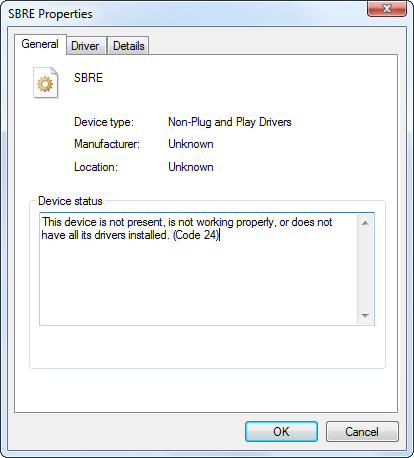 SBRE Properties
General Driver Details
SBRE
Device type: Non-Plug and Play Drivers
Manufacturer: Unknown
Location: Unknown
Device status
This device is not present, is not working properly, or does not
have all its drivers installed. (Code 24)
OK Cancel